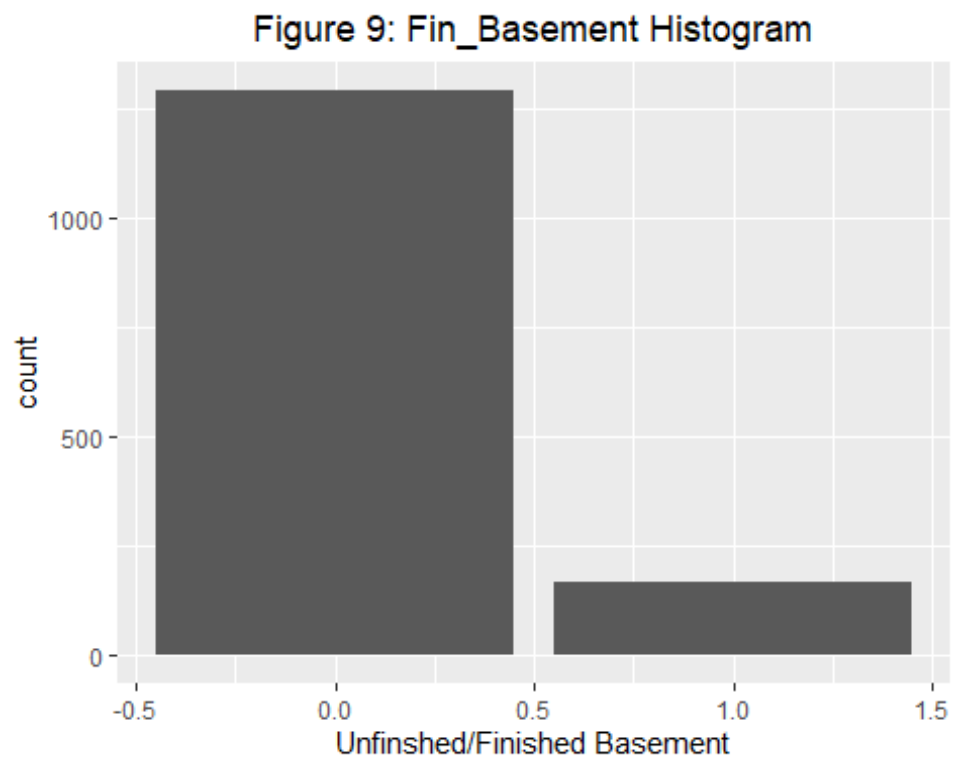 Figure 9: Fin_Basement Histogram
count
1000
500
0
-0.5 0.0 0.5 1.0 1.5
Unfinshed/Finished Basement